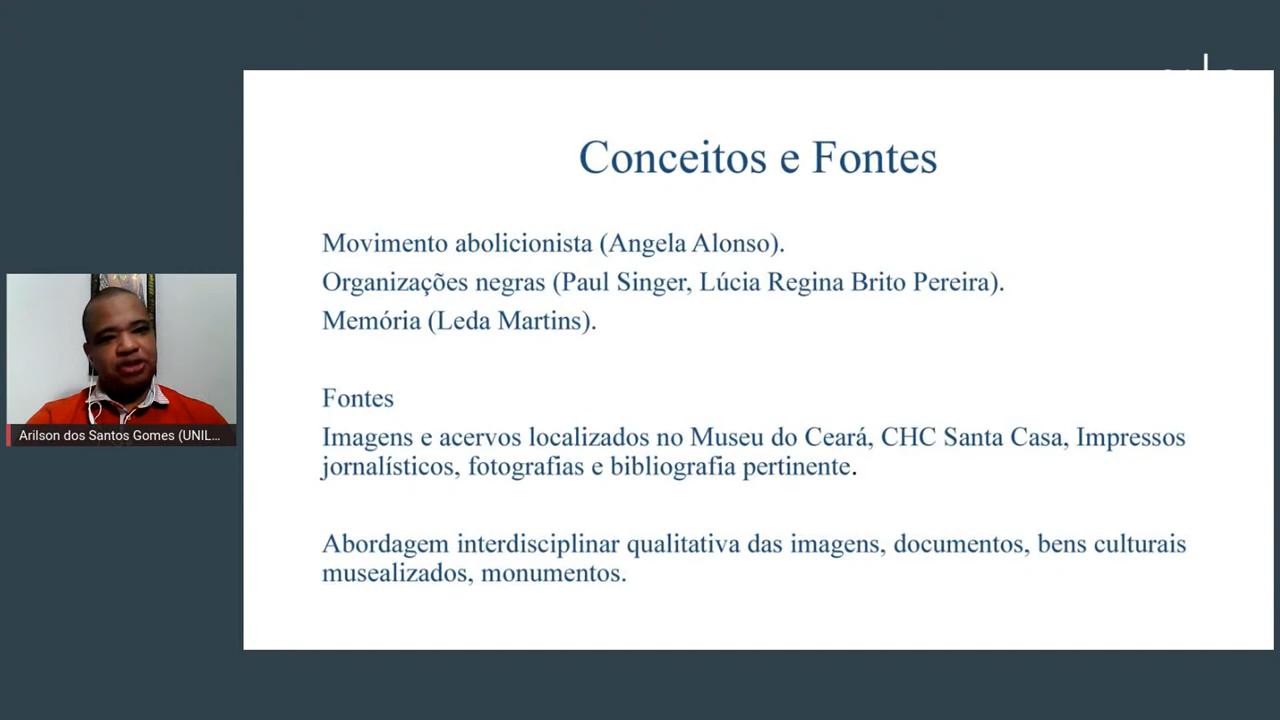 Conceitos e Fontes
Movimento abolicionista (Angela Alonso).
Organizações negras (Paul Singer, Lúcia Regina Brito Pereira).
Memória (Leda Martins).
Fontes
Imagens e acervos localizados no Museu do Ceará, CHC Santa Casa, Impressos
jornalísticos, fotografias e bibliografia pertinente.
Abordagem interdisciplinar qualitativa das imagens, documentos, bens culturais
musealizados, monumentos.
Arilson dos Santos Gomes (UNIL...